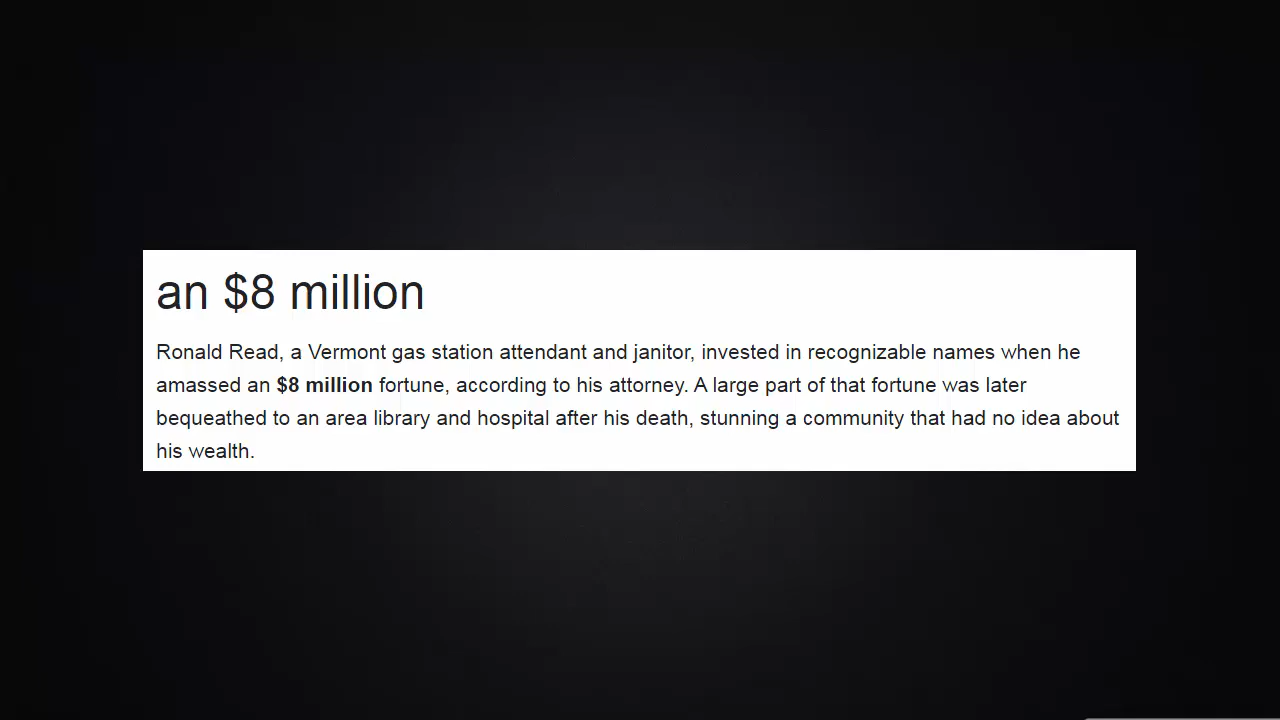 an $8 million
Ronald Read, a Vermont gas station attendant and janitor, invested in recognizable names when he
amassed an $8 million fortune, according to his attorney. A large part of that fortune was later
bequeathed to an area library and hospital after his death, stunning a community that had no idea about
his wealth.